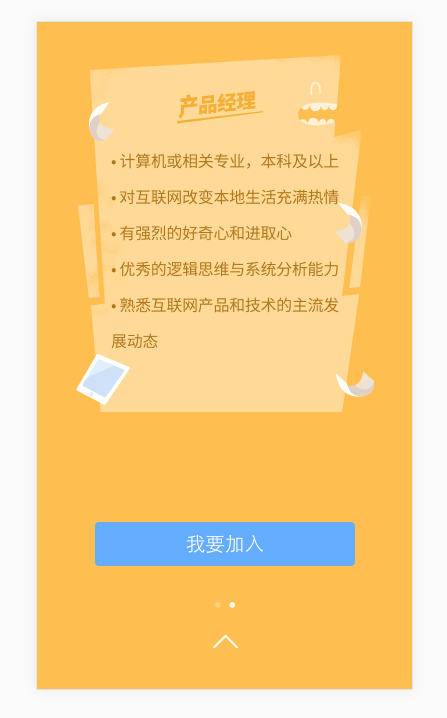 产品经理
• 计算机或相关专业，本科及以上
• 对互联网改变本地生活充满热情
• 有强烈的好奇心和进取心
• 优秀的逻辑思维与系统分析能力
• 熟悉互联网产品和技术的主流发
展动态
我要加入